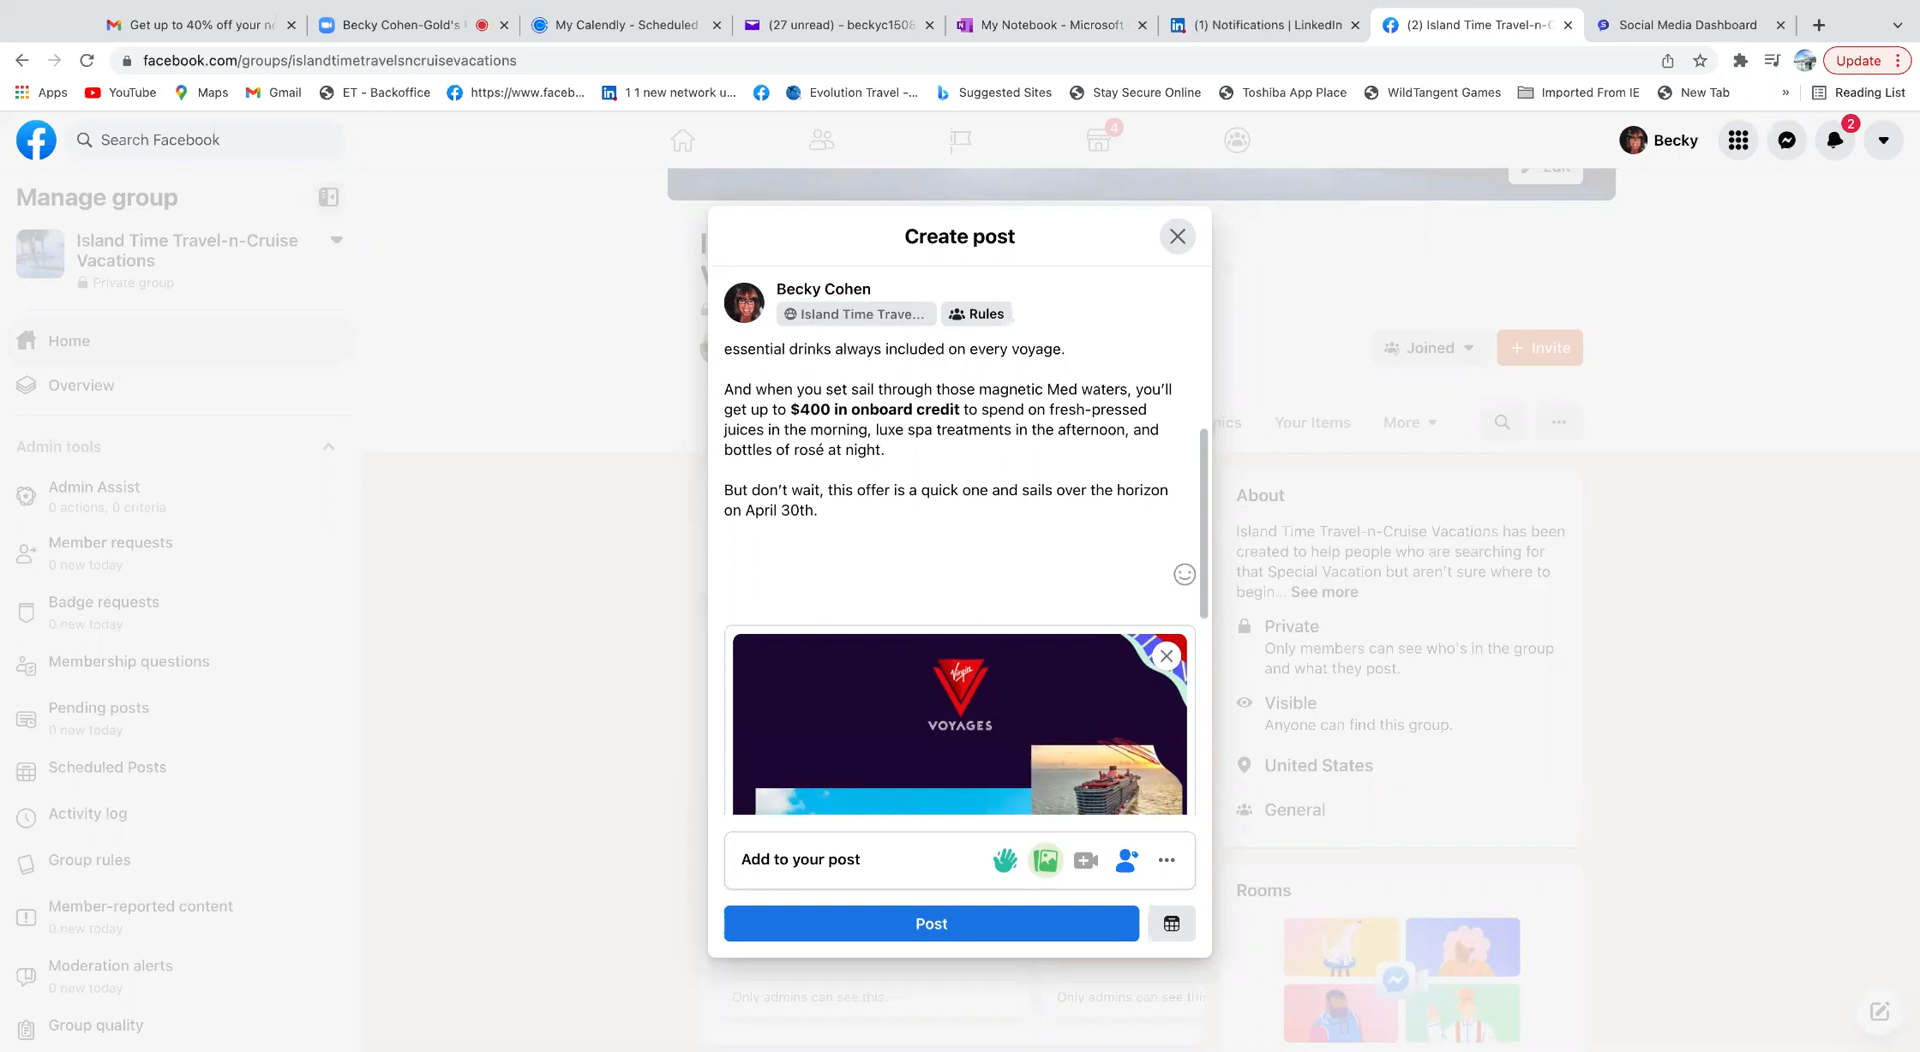 Get up to 40% off your n
Becky Cohen-Gold's
My Calendly - Scheduled
(27 unread) - beckyc1508
My Notebook - Microsoft
(1) Notifications | LinkedIn
(2) Island Time Travel-n-C
Social Media Dashboard
facebook.com/groups/islandtimetravelsncruisevacations
Update
Apps
YouTube
Maps
Gmail
ET - Backoffice
https://www.faceb...
1 1 new network u...
Evolution Travel -...
Suggested Sites
Stay Secure Online
Toshiba App Place
WildTangent Games
Imported From IE
New Tab
»
Reading List
Search Facebook
4
Becky
2
Manage group
Island Time Travel-n-Cruise
Vacations
Private group
Home
Overview
Admin tools
Admin Assist
0 actions, 0 criteria
Member requests
0 new today
Badge requests
0 new today
Membership questions
Pending posts
0 new today
Scheduled Posts
Activity log
Group rules
Member-reported content
0 new today
Moderation alerts
0 new today
Group quality
Edit
Create post
Becky Cohen
Island Time Trave...
Rules
essential drinks always included on every voyage.
And when you set sail through those magnetic Med waters, you'll
get up to $400 in onboard credit to spend on fresh-pressed
juices in the morning, luxe spa treatments in the afternoon, and
bottles of rosé at night.
But don't wait, this offer is a quick one and sails over the horizon
on April 30th.
Virgin
VOYAGES
Add to your post
Post
Only admins can see this.
Only admins can see this
Joined
+ Invite
Your Items
More
About
Island Time Travel-n-Cruise Vacations has been
created to help people who are searching for
that Special Vacation but aren't sure where to
begin... See more
Private
Only members can see who's in the group
and what they post.
Visible
Anyone can find this group.
United States
General
Rooms